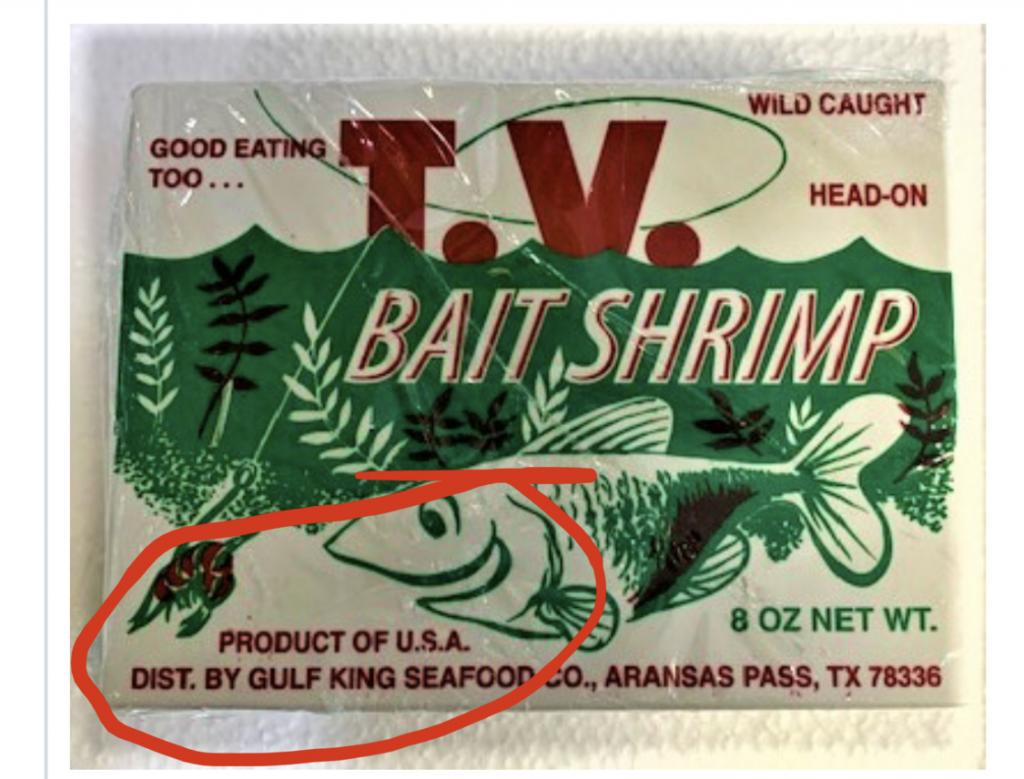 WILD CAUGHT
GOOD EATING
TOO...
T.V.
HEAD-ON
BAIT SHRIMP
8 OZ NET WT.
PRODUCT OF U.S.A.
DIST. BY GULF KING SEAFOOD CO., ARANSAS PASS, TX 78336